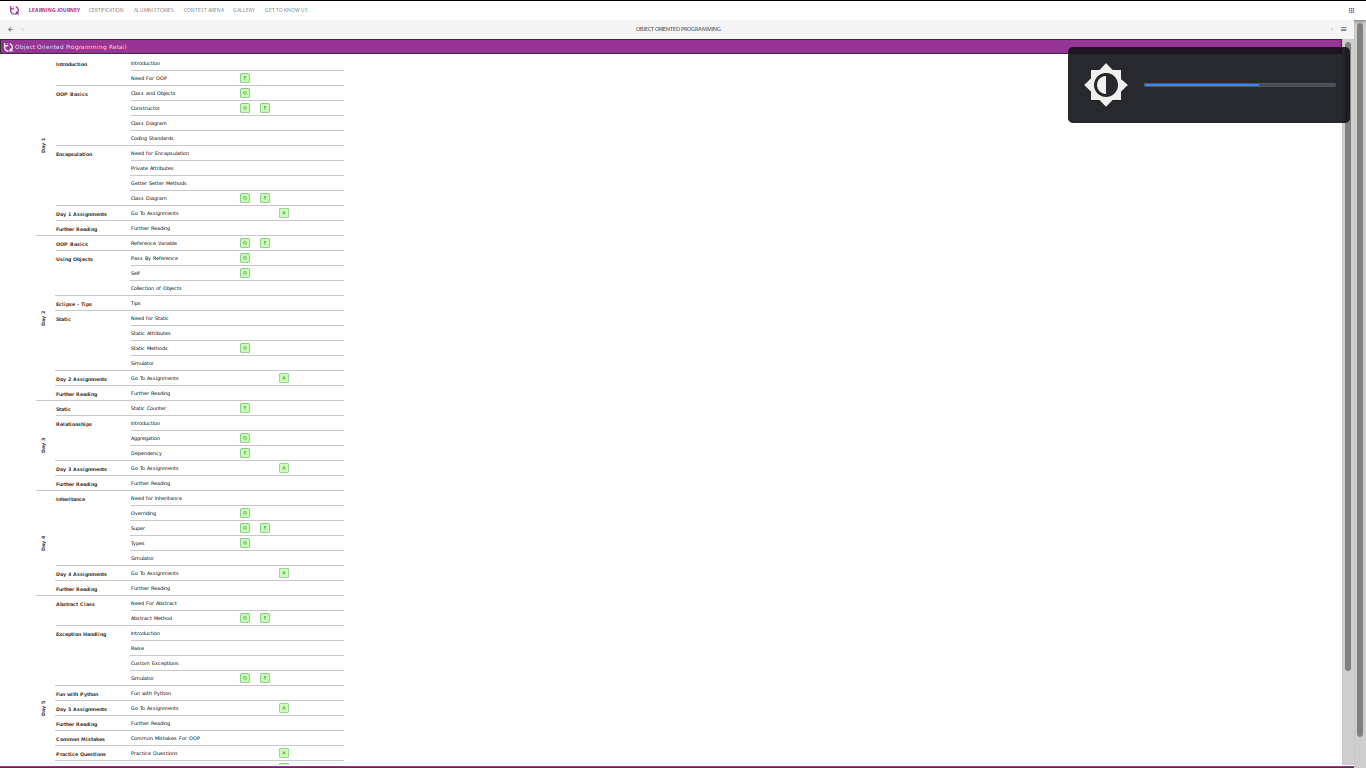 LEARNING JOURNEY CERTIFICATION ALUMNI STORIES CONTEST ARENA GALLERY GET TO KNOW US
OBJECT ORIENTED PROGRAMMING
Object Oriented Programming Retail
Day 1
Introduction Introduction
Need For OOP
OOP Basics Class and Objects
Constructor
Class Diagram
Coding Standards
Encapsulation Need for Encapsulation
Private Attributes
Getter Setter Methods
Class Diagram
Day 1 Assignments Go To Assignments A
Further Reading Further Reading
Day 2
OOP Basics Reference Variable
Using Objects Pass By Reference
Self
Collection of Objects
Eclipse - Tips Tips
Static Need for Static
Static Attributes
Static Methods
Simulator
Day 2 Assignments Go To Assignments A
Further Reading Further Reading
Day 3
Static Static Counter
Relationships Introduction
Aggregation
Dependency
Day 3 Assignments Go To Assignments A
Further Reading Further Reading
Day 4
Inheritance Need for Inheritance
Overriding
Super
Types
Simulator
Day 4 Assignments Go To Assignments A
Further Reading Further Reading
Day 5
Abstract Class Need For Abstract
Abstract Method
Exception Handling Introduction
Raise
Custom Exceptions
Simulator
Fun with Python Fun with Python
Day 5 Assignments Go To Assignments A
Further Reading Further Reading
Common Mistakes Common Mistakes For OOP
Practice Questions Practice Questions A